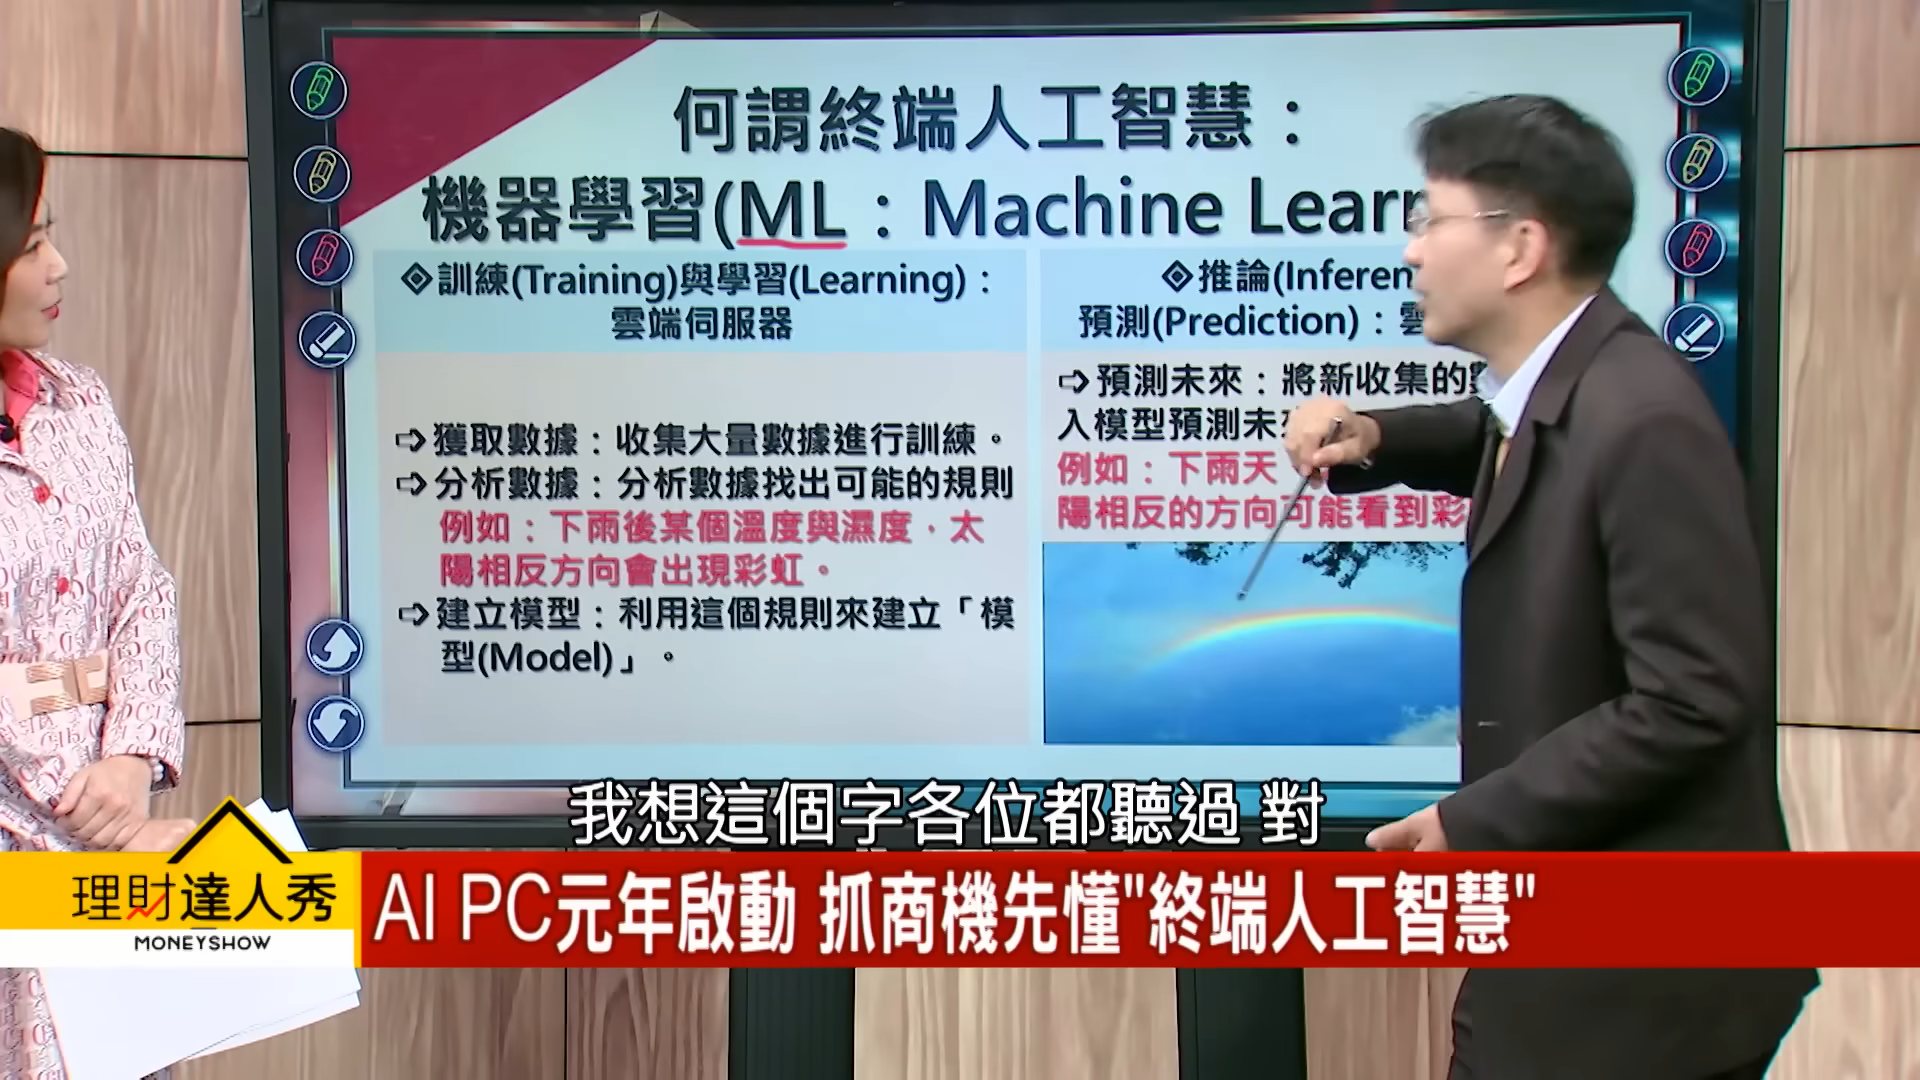 何謂終端人工智慧：
機器學習(ML：Machine Lear
◈訓練(Training)與學習(Learning)：
雲端伺服器
➩獲取數據：收集大量數據進行訓練。
➩分析數據：分析數據找出可能的規則
例如：下雨後某個溫度與濕度，太
陽相反方向會出現彩虹。
➩建立模型：利用這個規則來建立「模
型(Model)」。
◈推論(Inferen
預測(Prediction)：雲
➩預測未來：將新收集的
入模型預測未來
例如：下雨天
陽相反的方向可能看到彩
我想這個字各位都聽過 對
理財達人秀
MONEYSHOW
AI PC元年啟動 抓商機先懂"終端人工智慧"